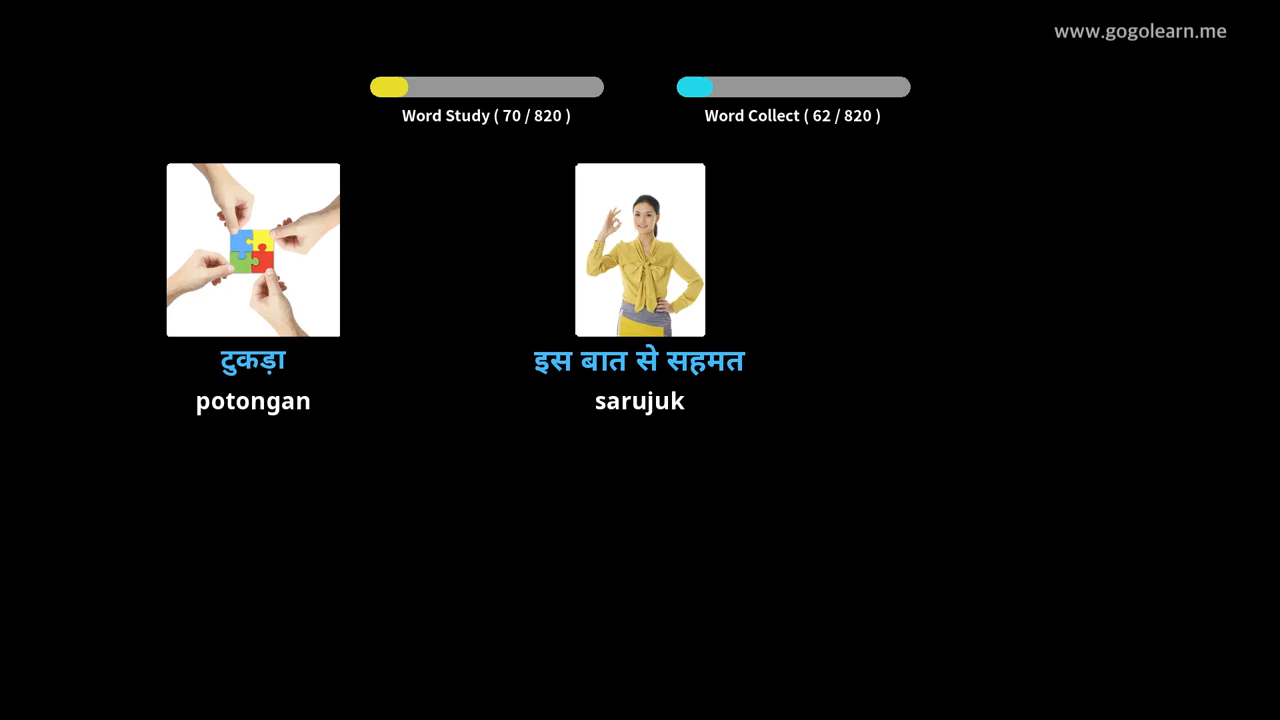 www.gogolearn.me
Word Study ( 70 / 820 )
Word Collect ( 62 / 820 )
टुकड़ा
potongan
इस बात से सहमत
sarujuk